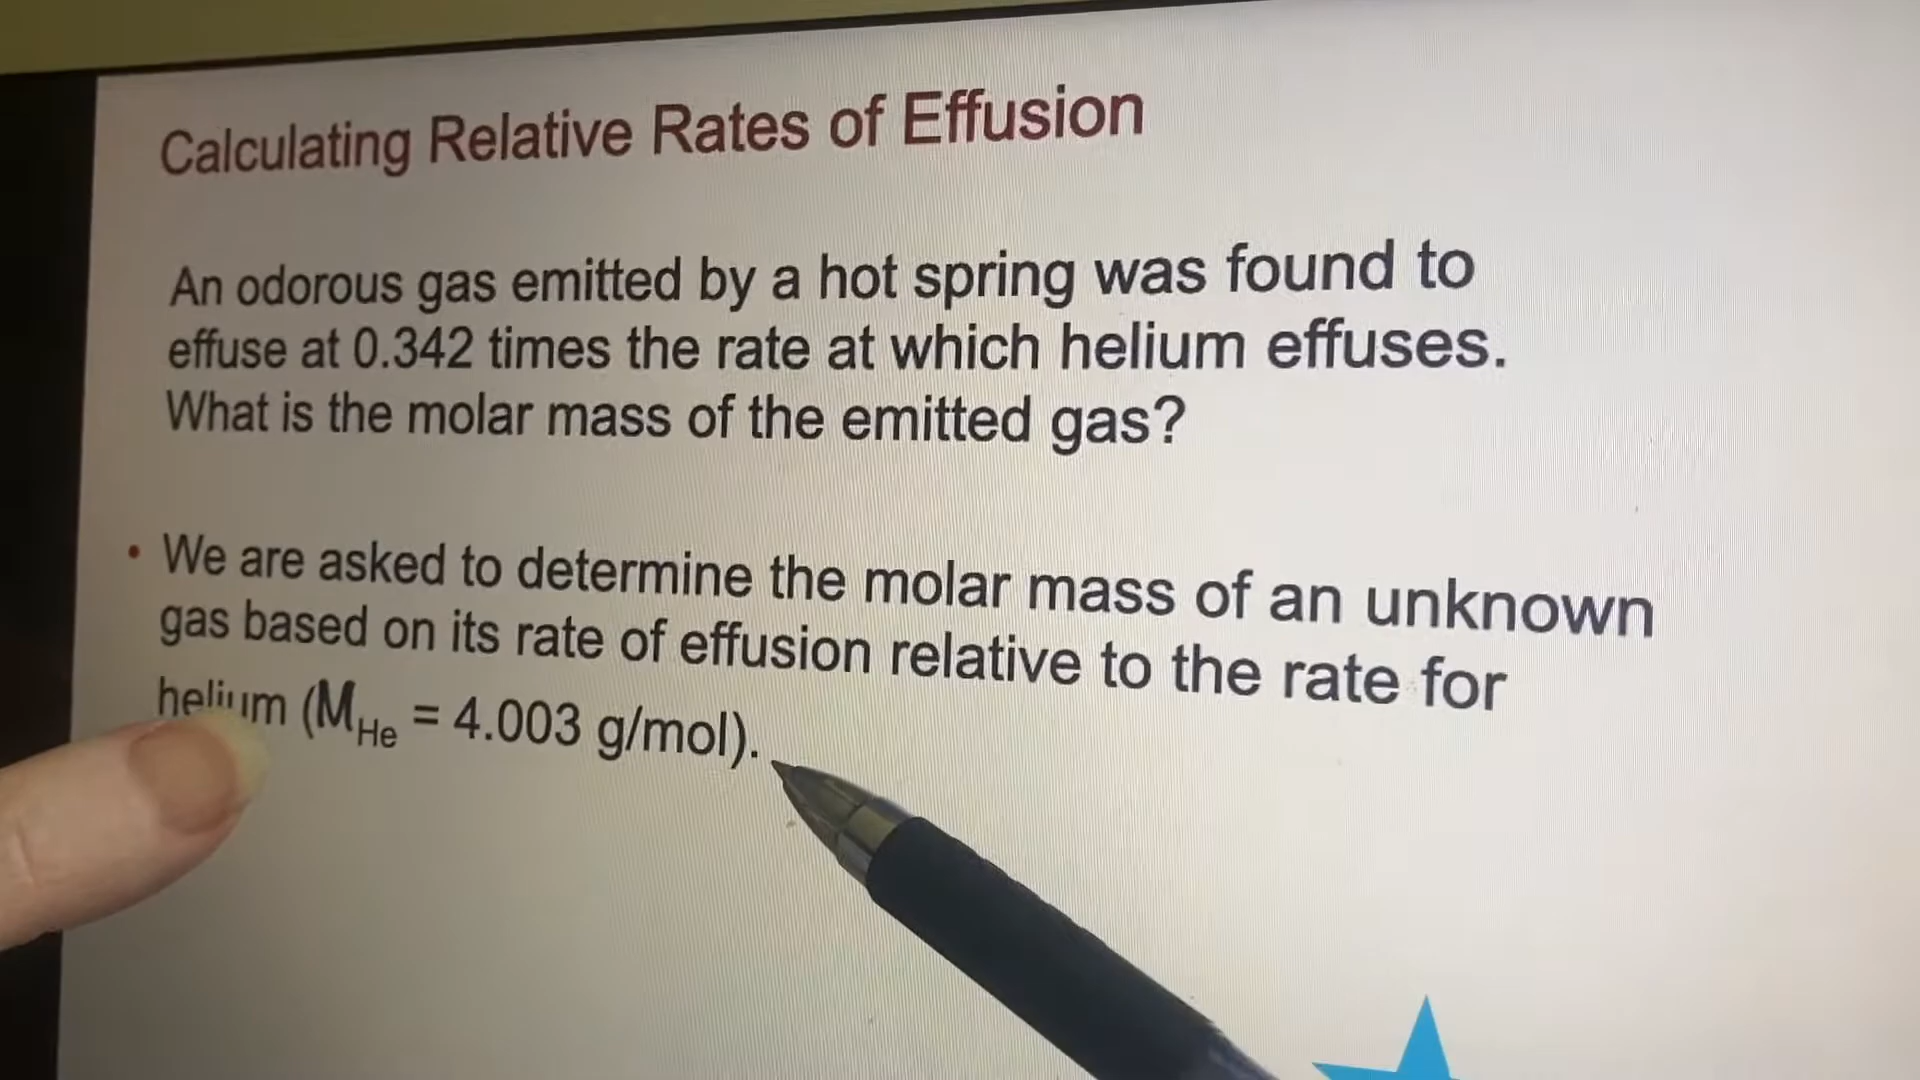 Calculating Relative Rates of Effusion
An odorous gas emitted by a hot spring was found to
effuse at 0.342 times the rate at which helium effuses.
What is the molar mass of the emitted gas?
• We are asked to determine the molar mass of an unknown
gas based on its rate of effusion relative to the rate for
helium (MHe = 4.003 g/mol).